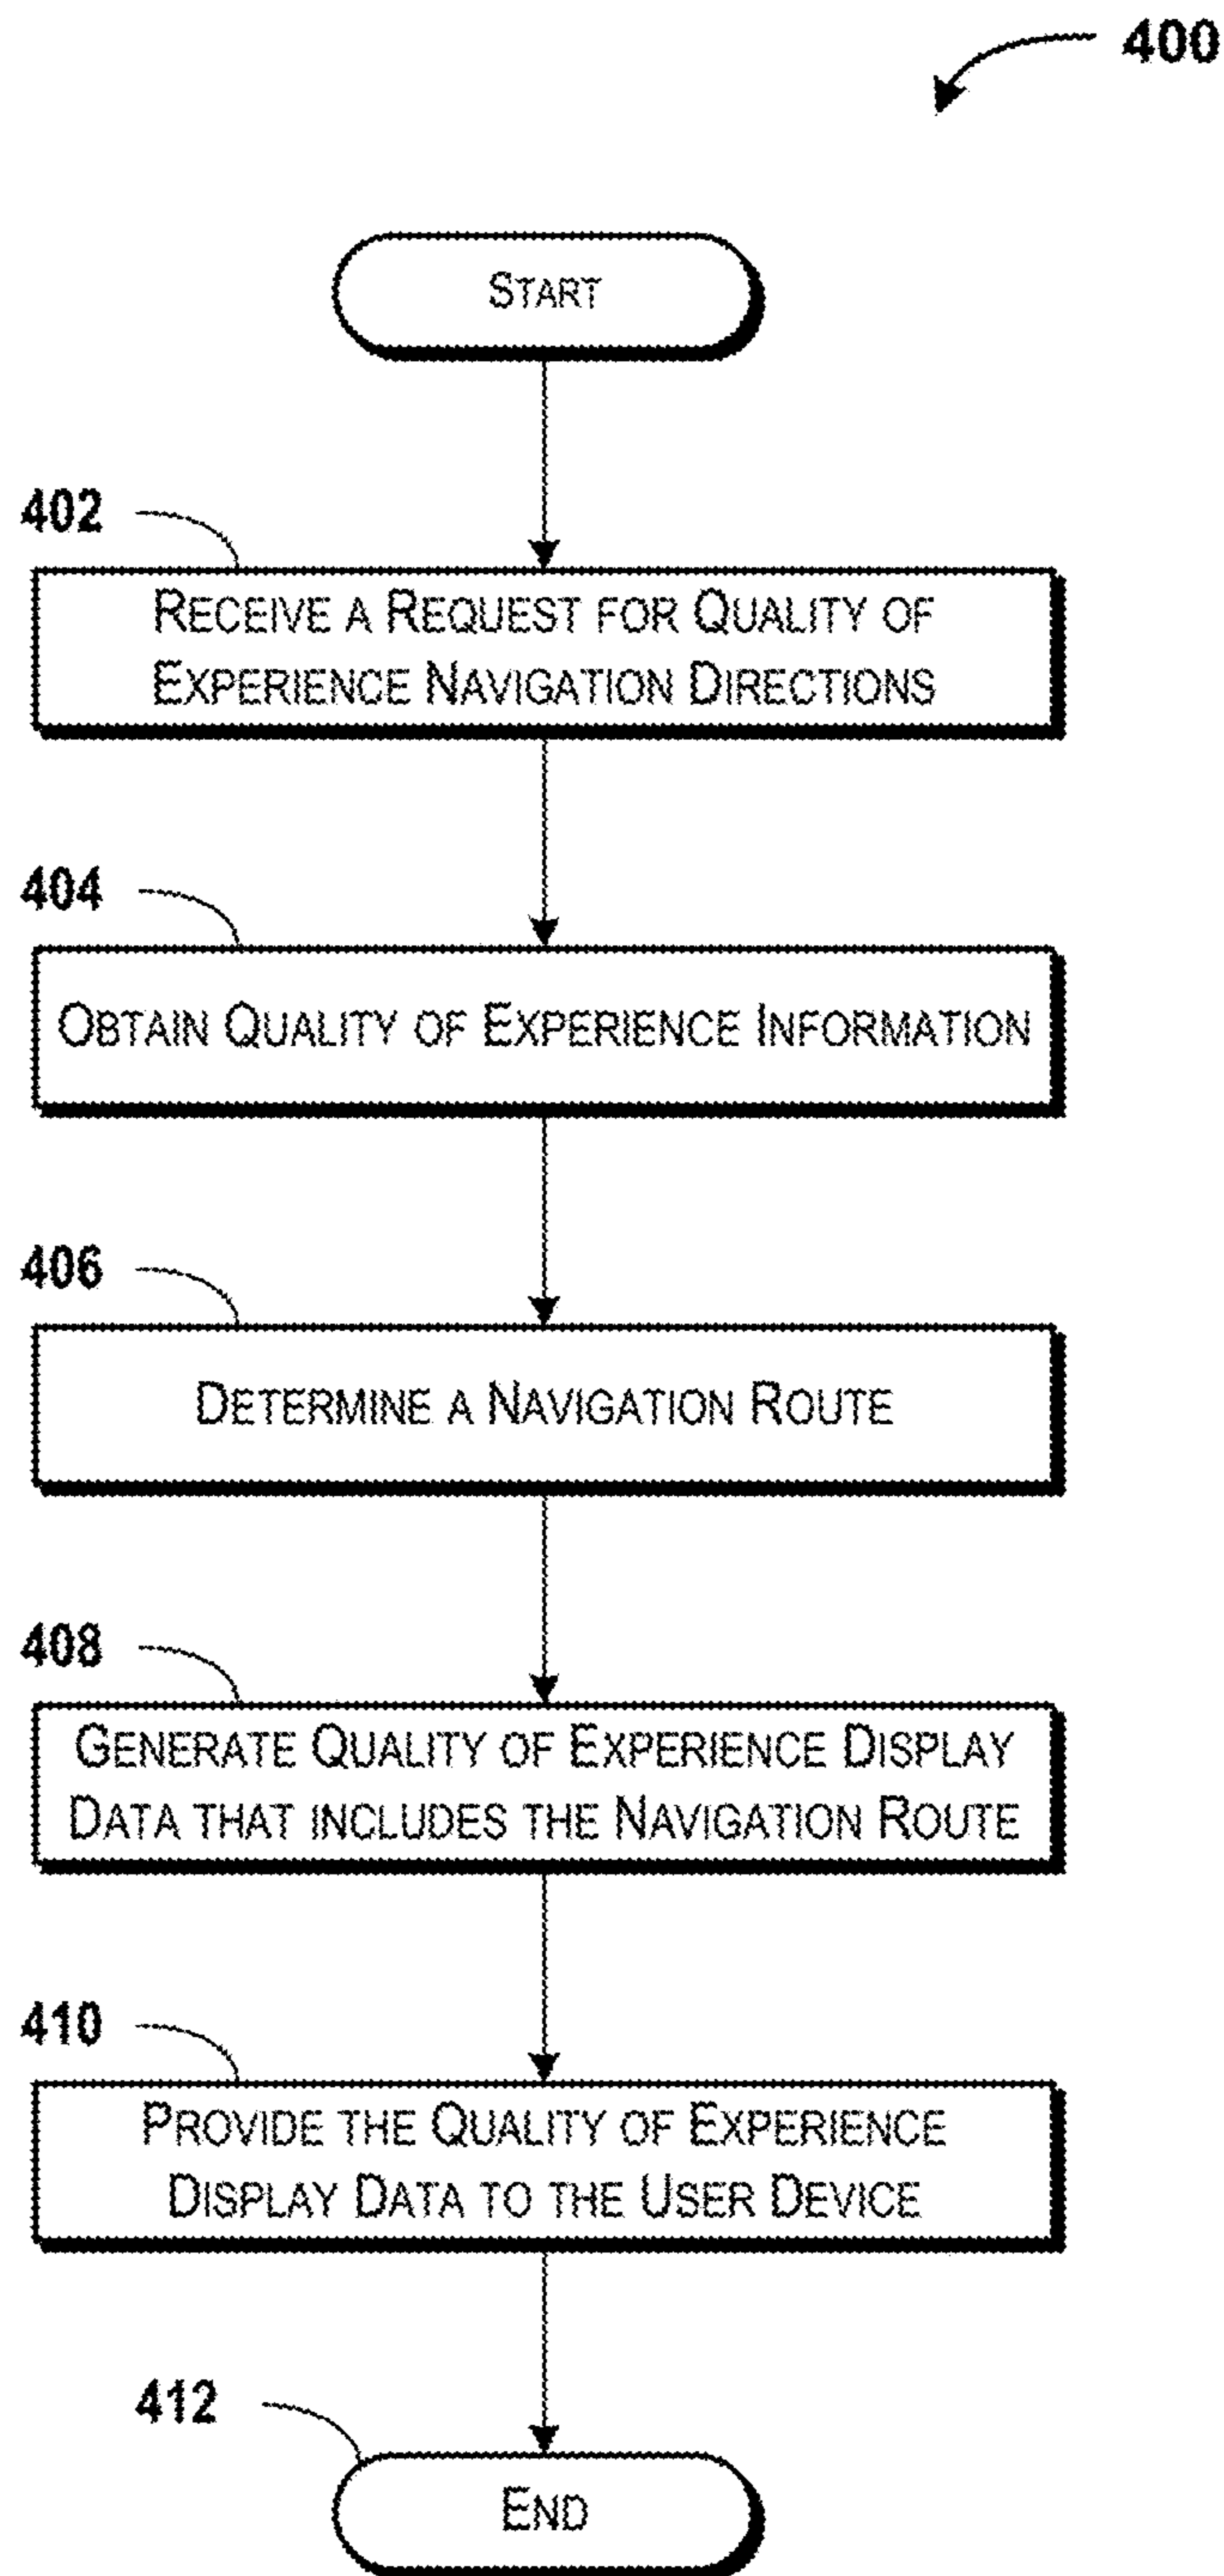 400
START
402
RECEIVE A REQUEST FOR QUALITY OF
EXPERIENCE NAVIGATION DIRECTIONS
404
OBTAIN QUALITY OF EXPERIENCE INFORMATION
406
DETERMINE A NAVIGATION ROUTE
408
GENERATE QUALITY OF EXPERIENCE DISPLAY
DATA THAT INCLUDES THE NAVIGATION ROUTE
410
PROVIDE THE QUALITY OF EXPERIENCE
DISPLAY DATA TO THE USER DEVICE
412
END